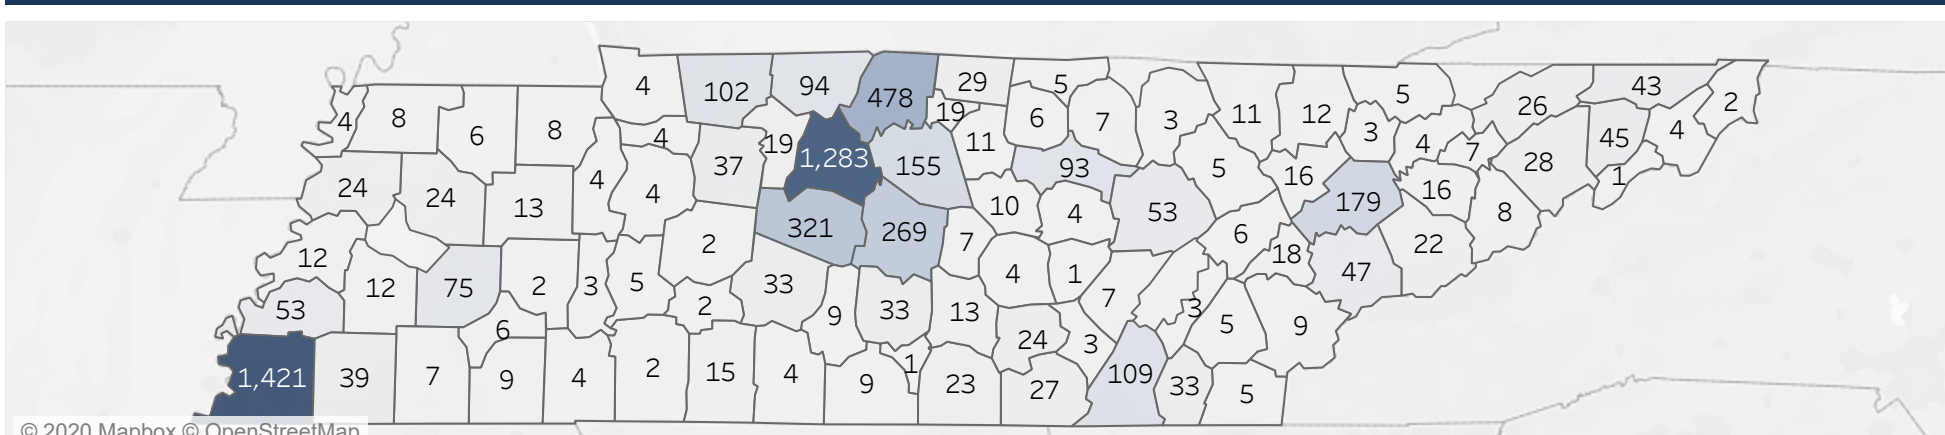 4 102 94 478 29 5 11 12 5 26 43 2
4 8 6 8 4 19 6 7 3 3 4 7 28 45 4
37 19 1,283 155 11 93 5 16 179 16 8 1
24 24 13 4 4 10 4 53 6 18 22
12 2 321 269 7 4 1 7 47
53 12 75 2 3 5 2 33 9 33 13 24 3 3 5 9
6
1,421 39 7 9 4 2 15 4 9 1 23 27 109 33 5
© 2020 Mapbox © OpenStreetMap